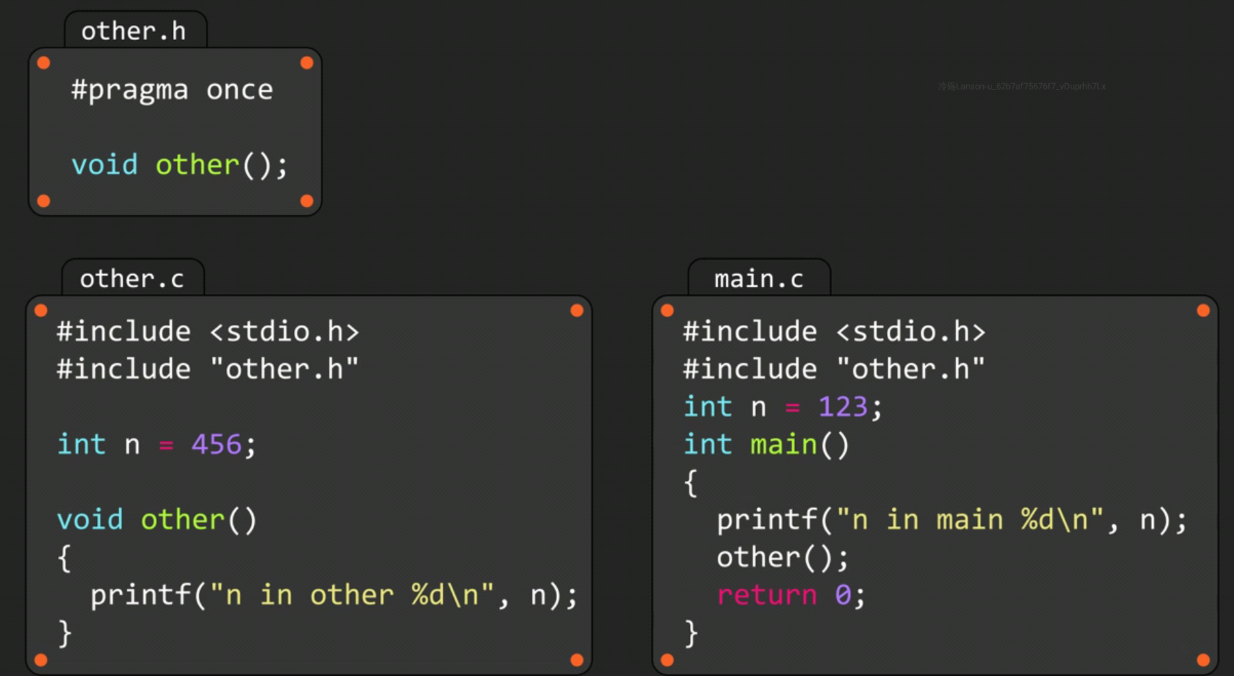 other.h
#pragma once
void other();
other.c
#include <stdio.h>
#include "other.h"
int n = 456;
void other()
{
  printf("n in other %d\n", n);
}
main.c
#include <stdio.h>
#include "other.h"
int n = 123;
int main()
{
  printf("n in main %d\n", n);
  other();
  return 0;
}